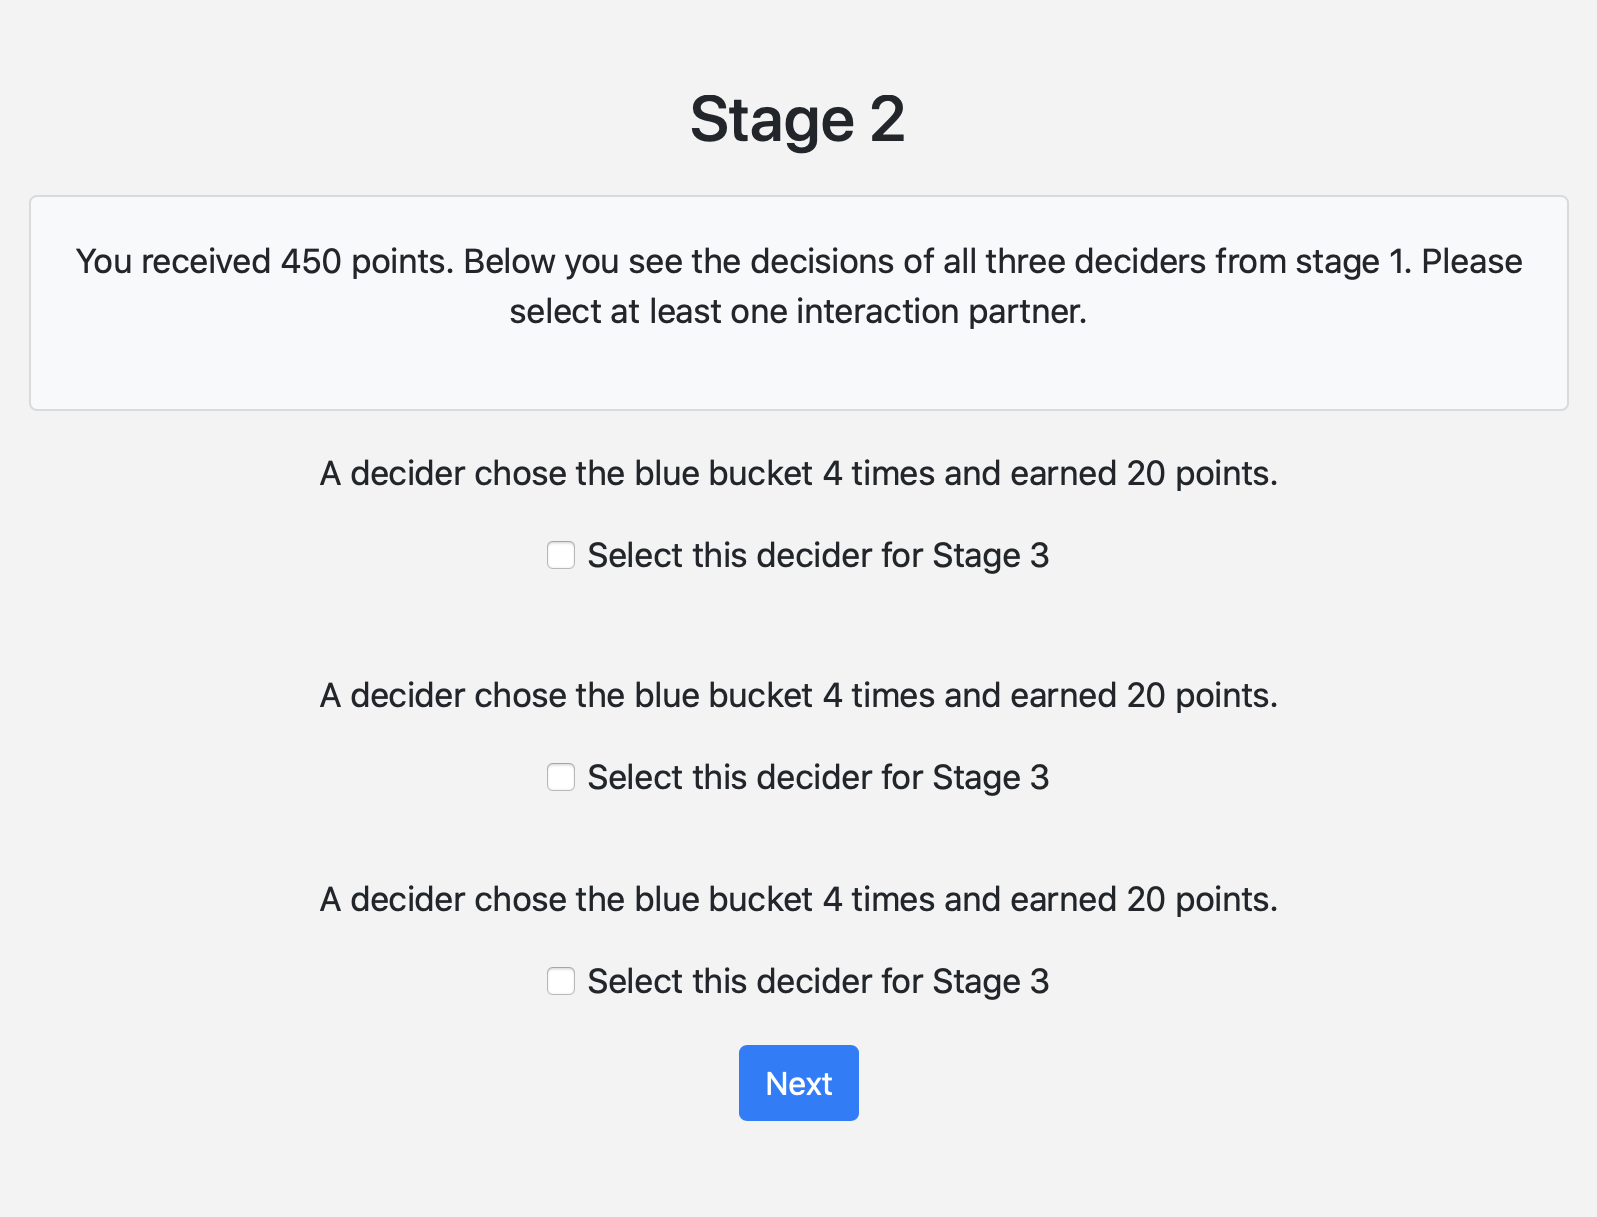 Stage 2
You received 450 points. Below you see the decisions of all three deciders from stage 1. Please
select at least one interaction partner.
A decider chose the blue bucket 4 times and earned 20 points.
Select this decider for Stage 3
A decider chose the blue bucket 4 times and earned 20 points.
Select this decider for Stage 3
A decider chose the blue bucket 4 times and earned 20 points.
Select this decider for Stage 3
Next